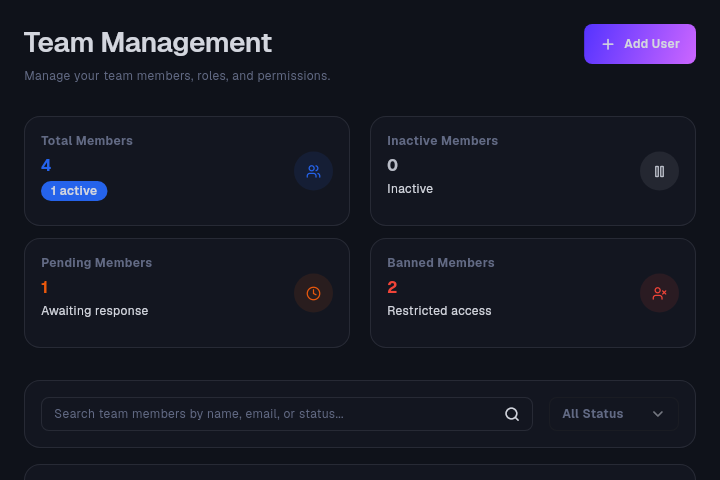 Team Management
Add User
Manage your team members, roles, and permissions.
Total Members
4
1 active
Inactive Members
0
Inactive
Pending Members
1
Awaiting response
Banned Members
2
Restricted access
Search team members by name, email, or status...
All Status